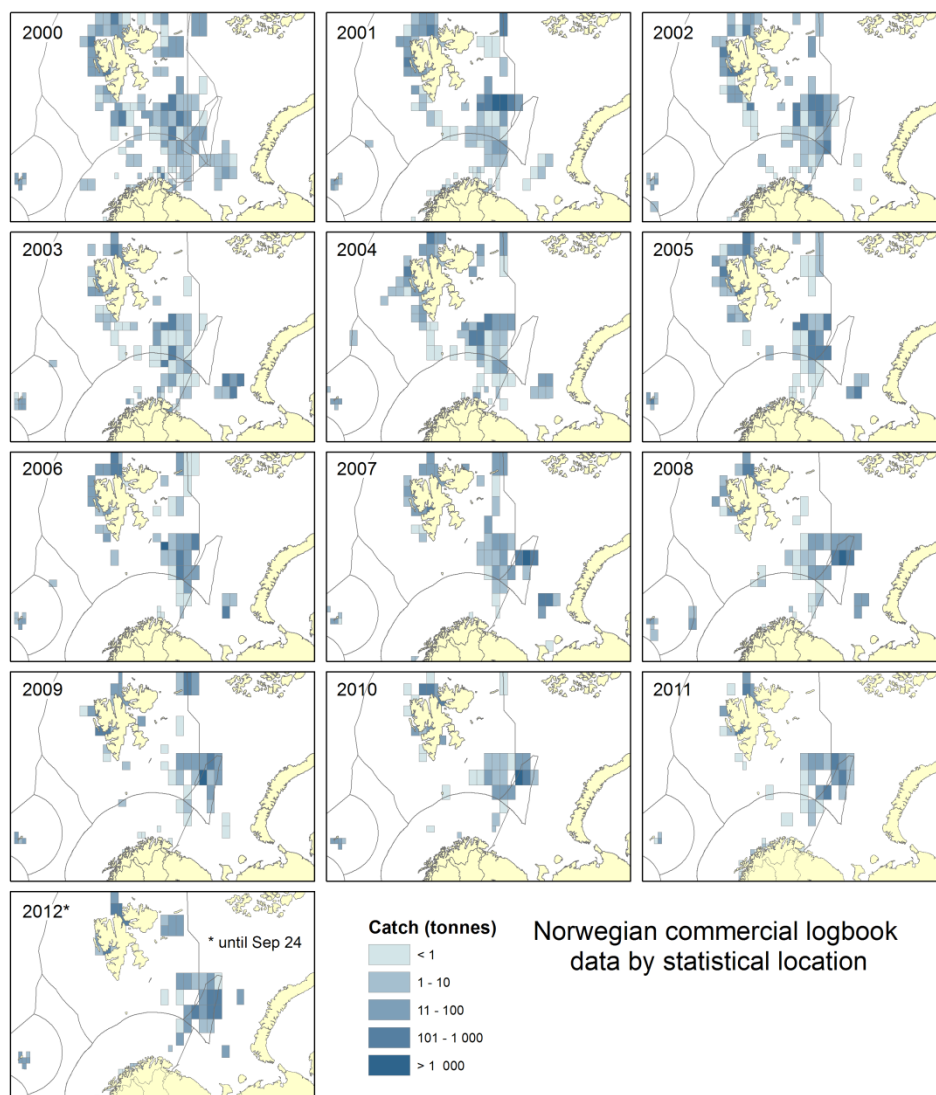 2000
2001
2002
2003
2004
2005
2006
2007
2008
2009
2010
2011
2012*
* until Sep 24
Catch (tonnes)
< 1
1 - 10
11 - 100
101 - 1 000
> 1 000
Norwegian commercial logbook
data by statistical location